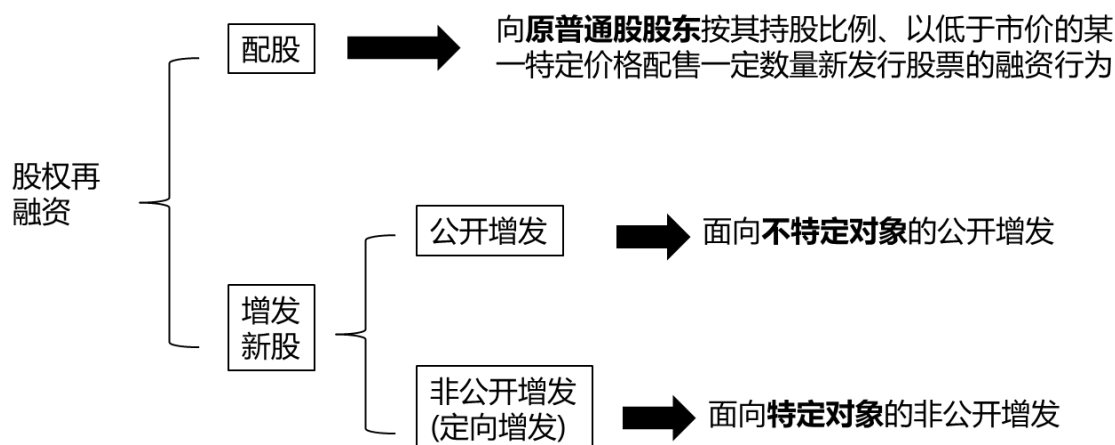 配股
向原普通股股东按其持股比例、以低于市价的某
一特定价格配售一定数量新发行股票的融资行为
股权再
融资
公开增发
面向不特定对象的公开增发
增发
新股
非公开增发
(定向增发)
面向特定对象的非公开增发